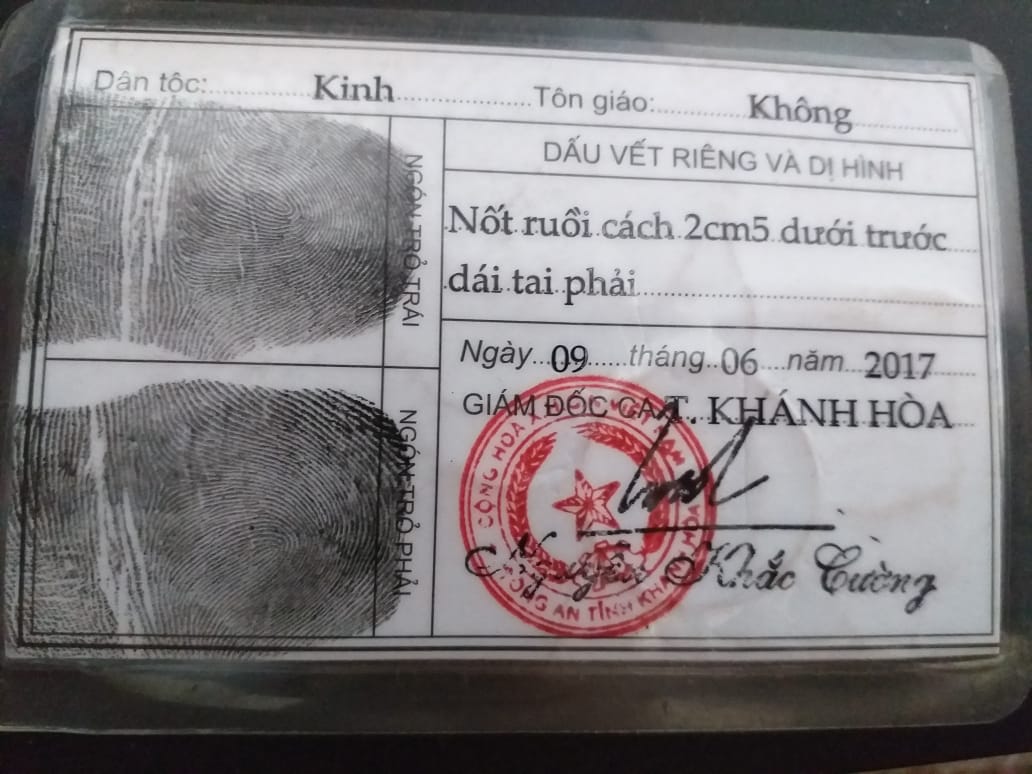 Dân tộc: Kinh Tôn giáo: Không
NGÓN TRỎ TRÁI
NGÓN TRỎ PHẢI
DẤU VẾT RIÊNG VÀ DỊ HÌNH
Nốt ruồi cách 2cm5 dưới trước
dái tai phải
Ngày 09 tháng 06 năm 2017
GIÁM ĐỐC CA T. KHÁNH HÒA
CỘNG HÒA
CÔNG AN TỈNH KHÁNH HÒA
Nguyễn Khắc Cường